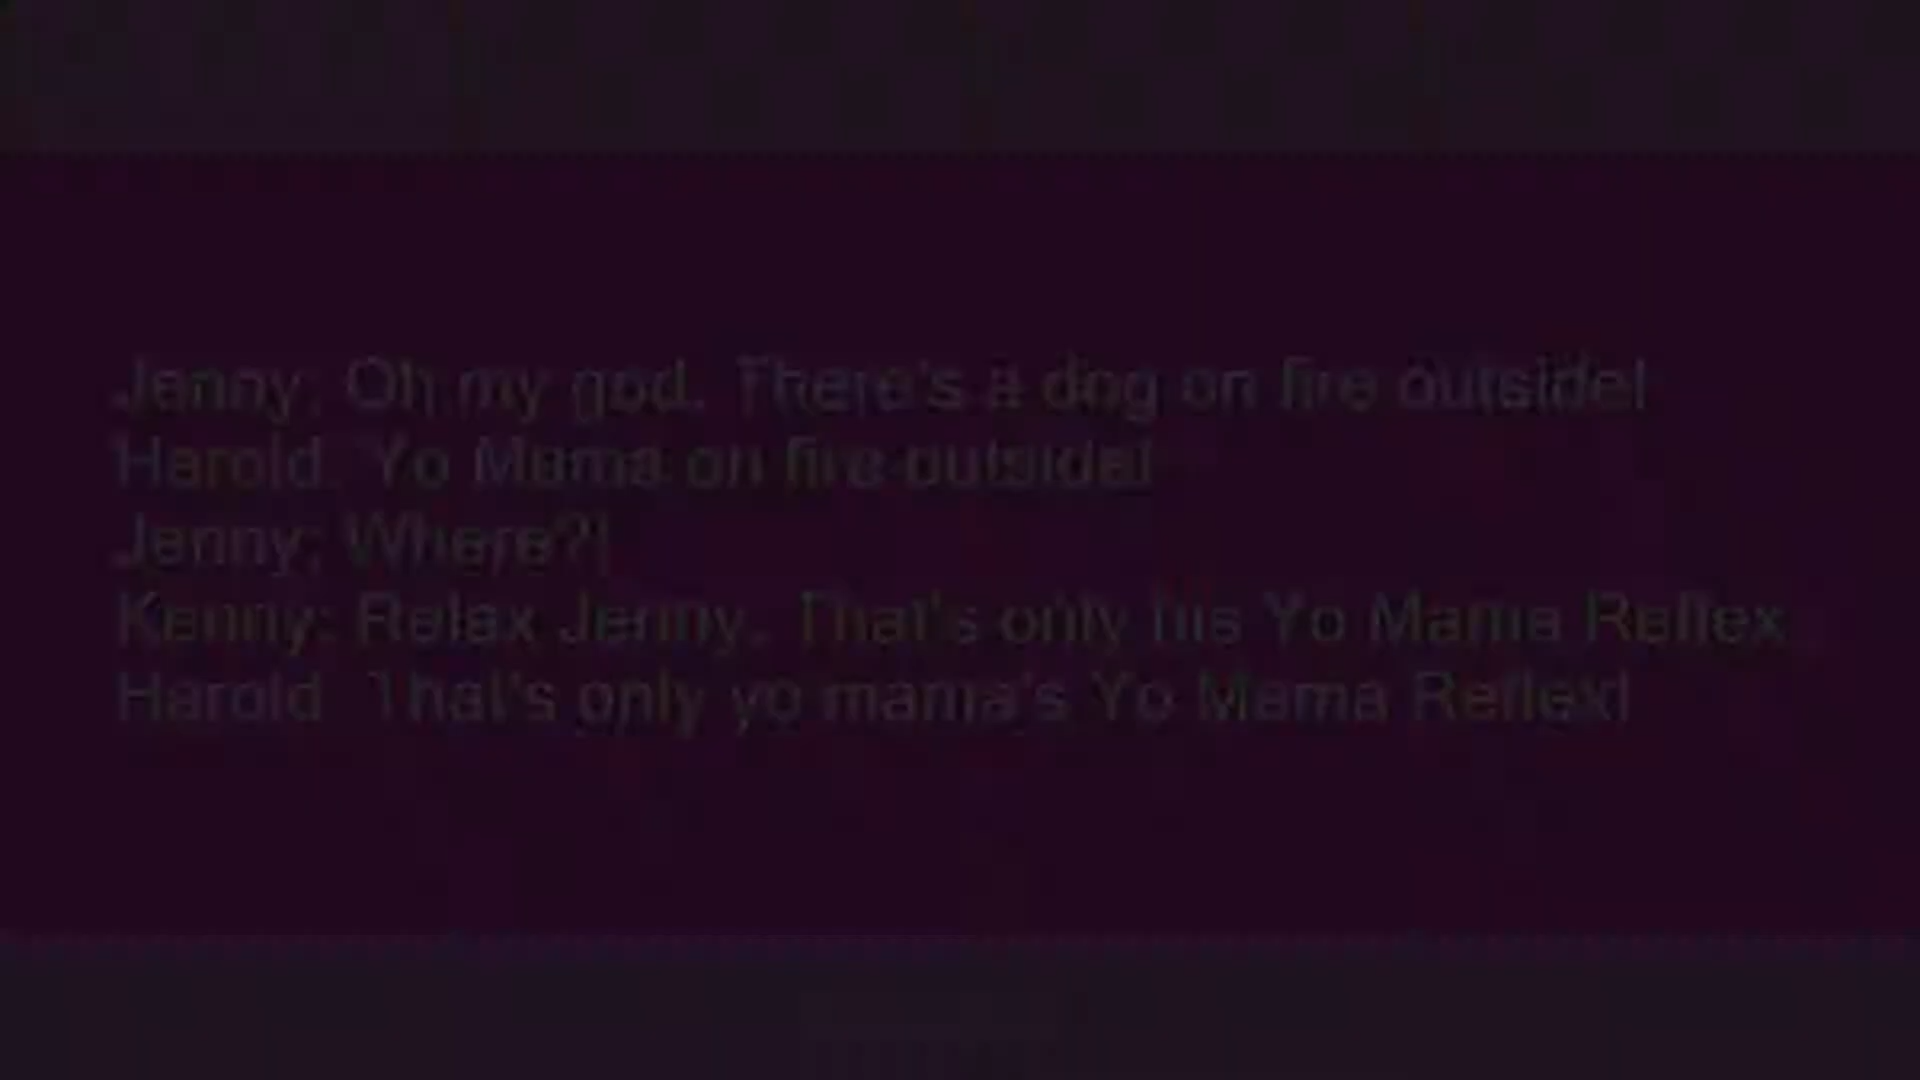 Jenny: Oh my god. There's a dog on fire outside!
Harold: Yo Mama on fire outside!
Jenny: Where?!
Kenny: Relax Jenny. That's only his Yo Mama Reflex.
Harold: That's only yo mama's Yo Mama Reflex!